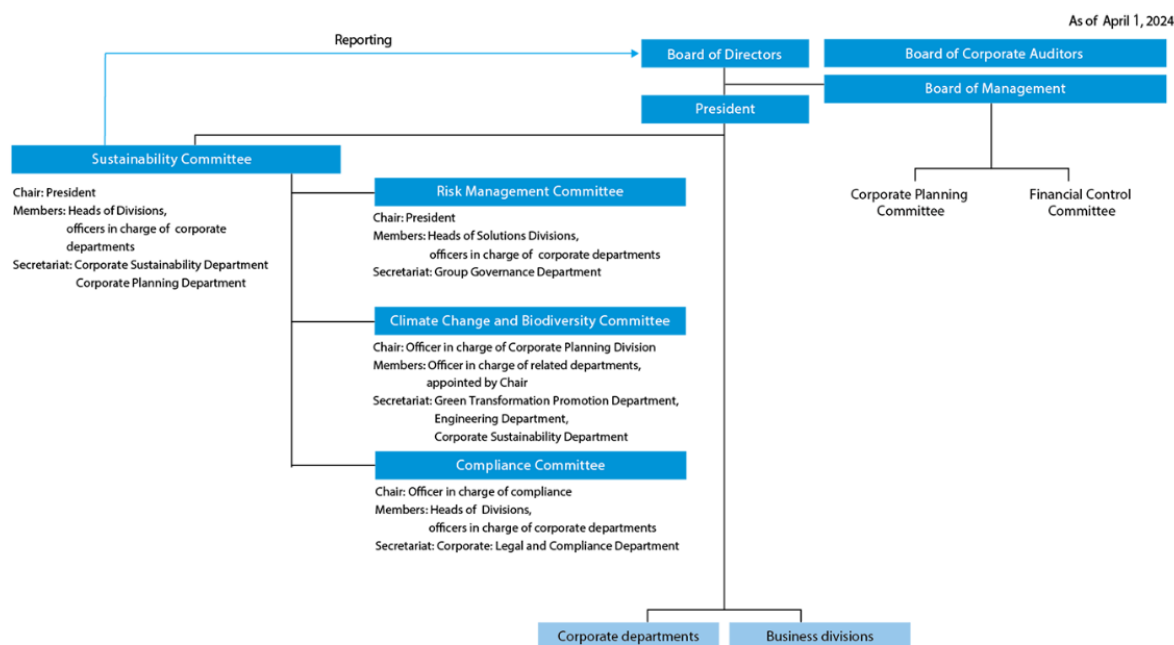 As of April 1, 2024
Reporting
Board of Directors
Board of Corporate Auditors
Board of Management
President
Sustainability Committee
Chair: President
Members: Heads of Divisions,
officers in charge of corporate
departments
Secretariat: Corporate Sustainability Department
Corporate Planning Department
Risk Management Committee
Chair: President
Members: Heads of Solutions Divisions,
officers in charge of corporate departments
Secretariat: Group Governance Department
Corporate Planning
Committee
Financial Control
Committee
Climate Change and Biodiversity Committee
Chair: Officer in charge of Corporate Planning Division
Members: Officer in charge of related departments,
appointed by Chair
Secretariat: Green Transformation Promotion Department,
Engineering Department,
Corporate Sustainability Department
Compliance Committee
Chair: Officer in charge of compliance
Members: Heads of Divisions,
officers in charge of corporate departments
Secretariat: Corporate: Legal and Compliance Department
Corporate departments
Business divisions